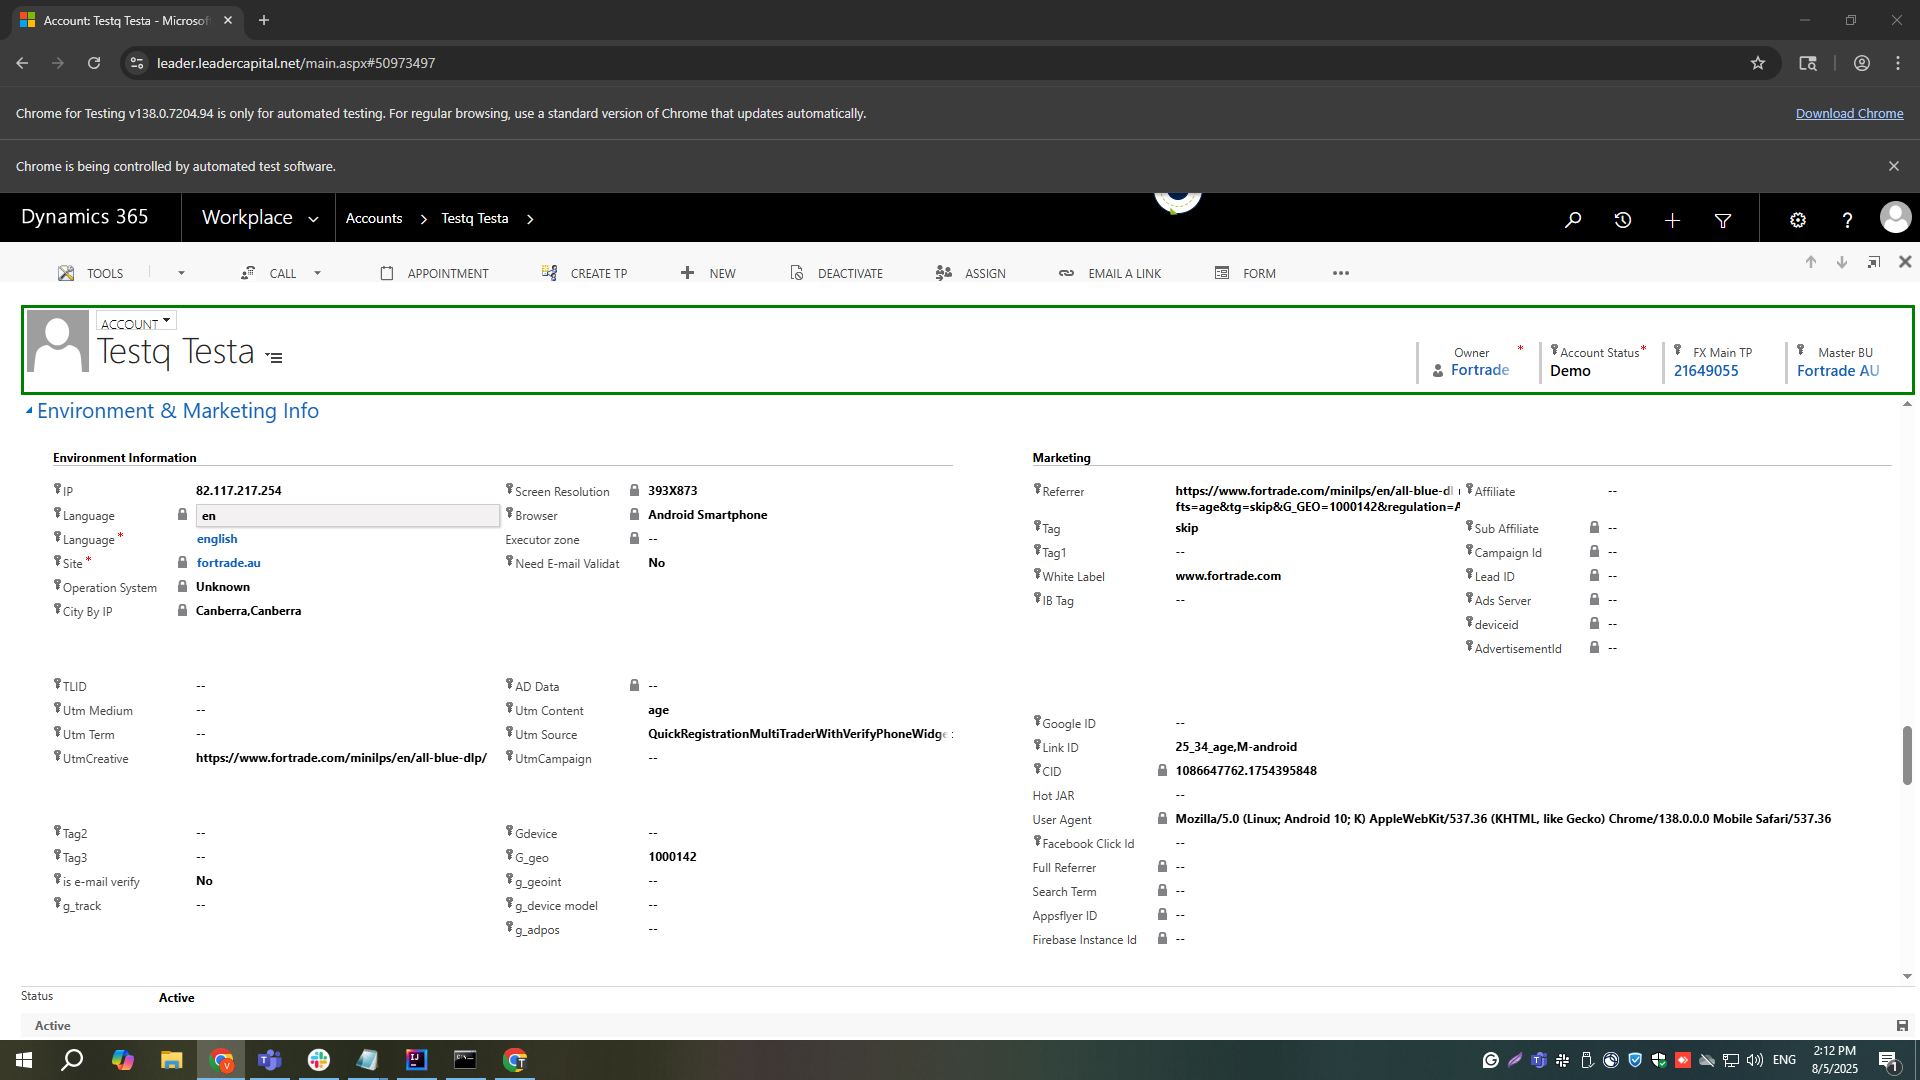 Account: Testq Testa - Microsof
leader.leadercapital.net/main.aspx#50973497
Chrome for Testing v138.0.7204.94 is only for automated testing. For regular browsing, use a standard version of Chrome that updates automatically.
Download Chrome
Chrome is being controlled by automated test software.
Dynamics 365
Workplace
Accounts > Testq Testa >
TOOLS
CALL
APPOINTMENT
CREATE TP
NEW
DEACTIVATE
ASSIGN
EMAIL A LINK
FORM
ACCOUNT
Testq Testa
Owner *
Fortrade
Account Status *
Demo
FX Main TP
21649055
Master BU
Fortrade AU
Environment & Marketing Info
Environment Information
IP 82.117.217.254
Language en
Language * english
Site * fortrade.au
Operation System Unknown
City By IP Canberra,Canberra
Screen Resolution 393X873
Browser Android Smartphone
Executor zone --
Need E-mail Validat No
TLID --
Utm Medium --
Utm Term --
UtmCreative https://www.fortrade.com/minilps/en/all-blue-dlp/
AD Data --
Utm Content age
Utm Source QuickRegistrationMultiTraderWithVerifyPhoneWidge
UtmCampaign --
Tag2 --
Tag3 --
is e-mail verify No
g_track --
Gdevice --
G_geo 1000142
g_geoint --
g_device model --
g_adpos --
Marketing
Referrer https://www.fortrade.com/minilps/en/all-blue-dl
fts=age&tg=skip&G_GEO=1000142&regulation=A
Tag skip
Tag1 --
White Label www.fortrade.com
IB Tag --
Affiliate --
Sub Affiliate --
Campaign Id --
Lead ID --
Ads Server --
deviceid --
AdvertisementId --
Google ID --
Link ID 25_34_age,M-android
CID 1086647762.1754395848
Hot JAR --
User Agent Mozilla/5.0 (Linux; Android 10; K) AppleWebKit/537.36 (KHTML, like Gecko) Chrome/138.0.0.0 Mobile Safari/537.36
Facebook Click Id --
Full Referrer --
Search Term --
Appsflyer ID --
Firebase Instance Id --
Status Active
Active
ENG
2:12 PM
8/5/2025
1